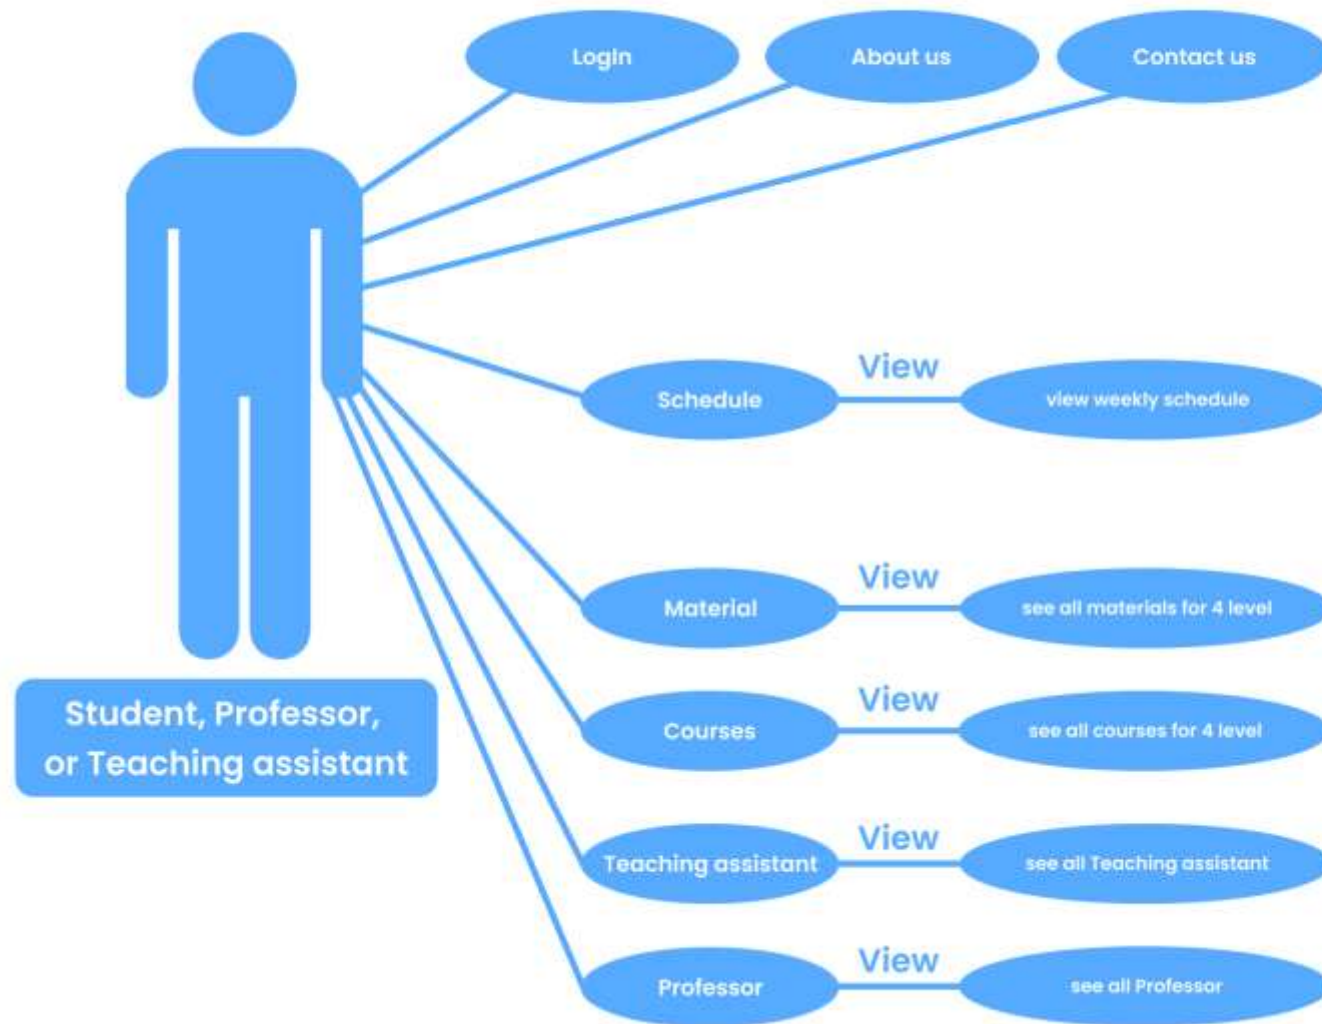 LogIn
About us
Contact us
View
Schedule
view weekly schedule
View
Material
see all materials for 4 level
Student, Professor,
or Teaching assistant
View
Courses
see all courses for 4 level
View
Teaching assistant
see all Teaching assistant
View
Professor
see all Professor